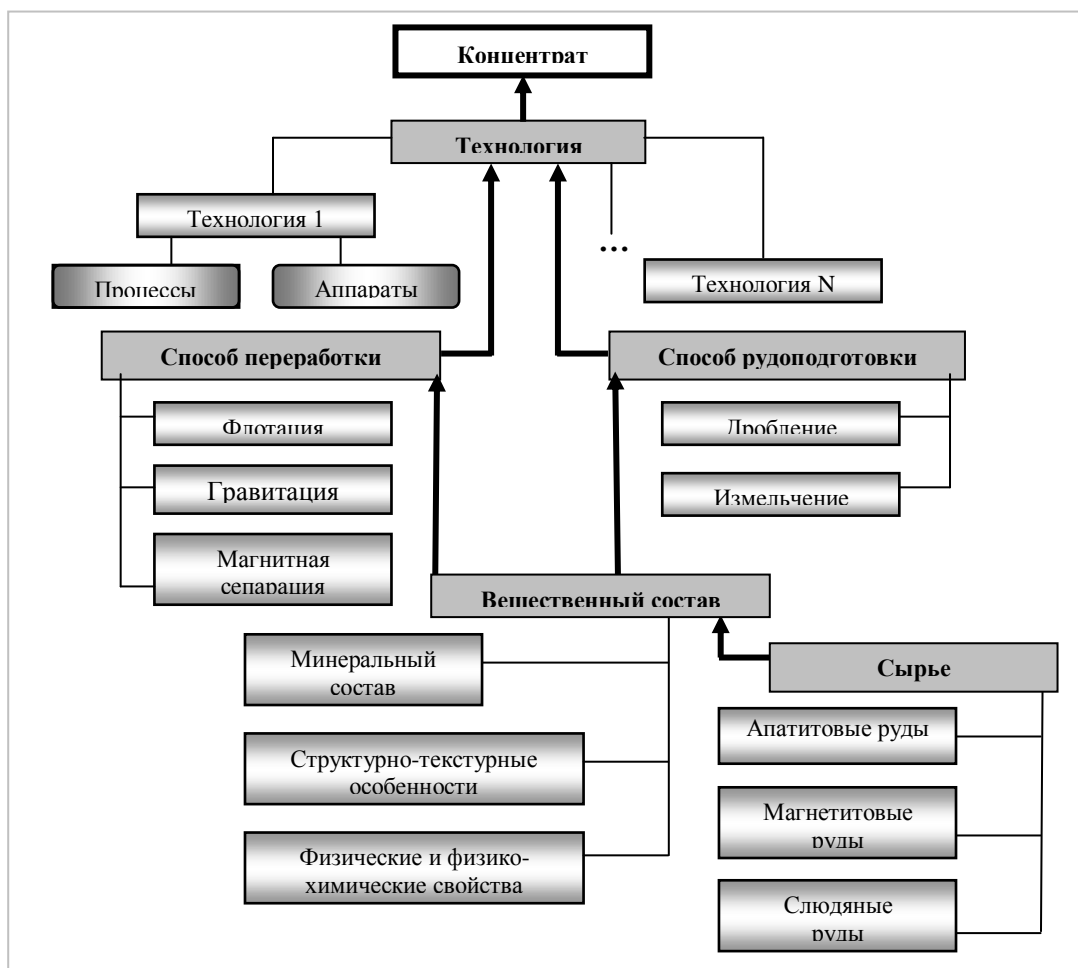 Концентрат
Технология
Технология 1
Процессы
Аппараты
...
Технология N
Способ переработки
Способ рудоподготовки
Флотация
Дробление
Гравитация
Измельчение
Магнитная
сепарация
Вещественный состав
Минеральный
состав
Сырье
Структурно-текстурные
особенности
Апатитовые руды
Магнетитовые
руды
Физические и физико-
химические свойства
Слюдяные
руды